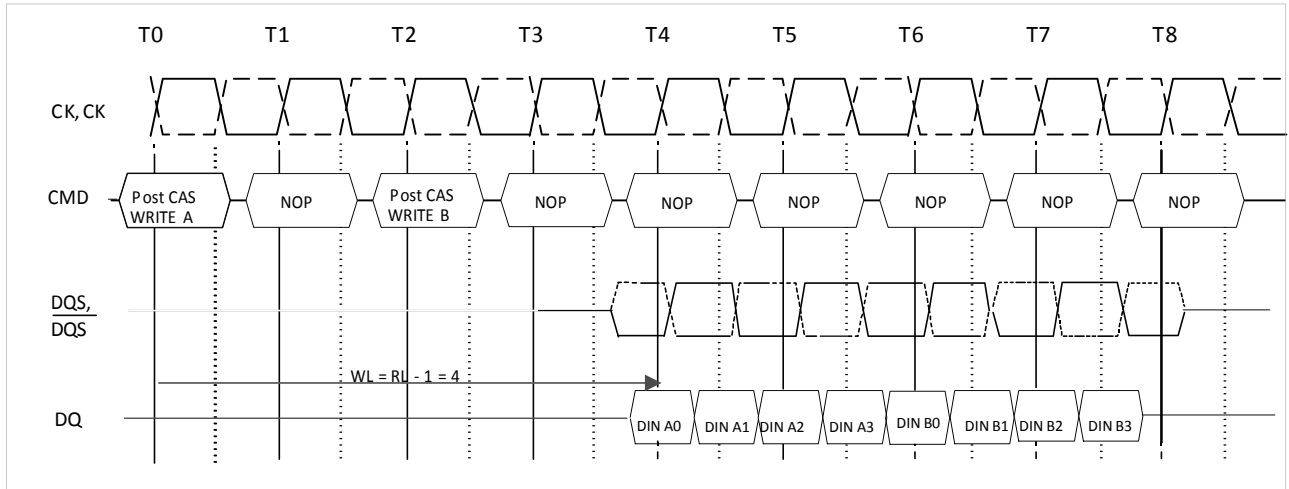 T0 T1 T2 T3 T4 T5 T6 T7 T8
CK, CK
CMD
Post CAS
WRITE A
NOP
Post CAS
WRITE B
NOP
NOP
NOP
NOP
NOP
NOP
DQS,
DQS
WL = RL - 1 = 4
DQ
DIN A0 DIN A1 DIN A2 DIN A3 DIN B0 DIN B1 DIN B2 DIN B3